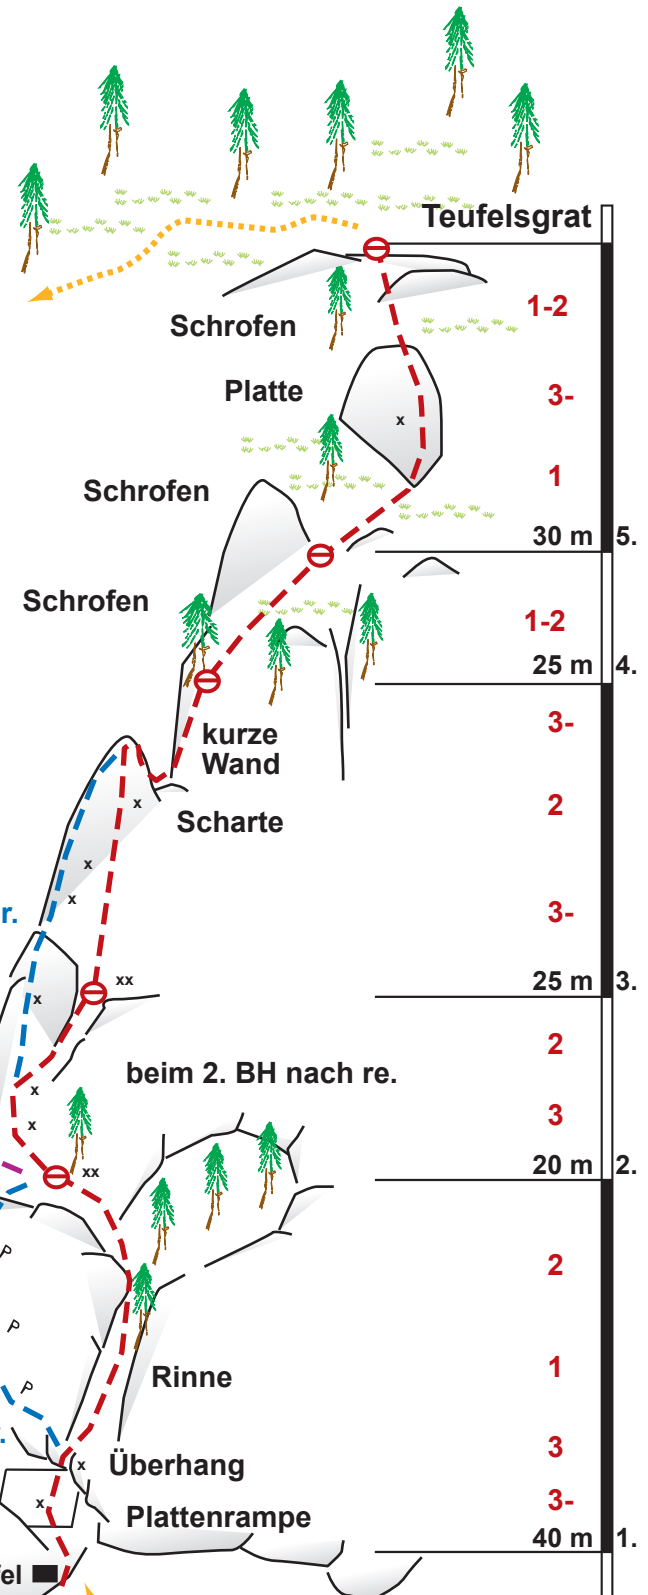 Teufelsgrat
1-2
Schrofen
Platte
3-
x
1
Schrofen
30 m
5.
Schrofen
1-2
25 m
4.
kurze
Wand
3-
x
2
Scharte
x
x
r.
3-
xx
25 m
3.
x
2
beim 2. BH nach re.
x
3
x
20 m
2.
xx
P
2
P
1
Rinne
P
3
x
Überhang
3-
x
Plattenrampe
40 m
1.